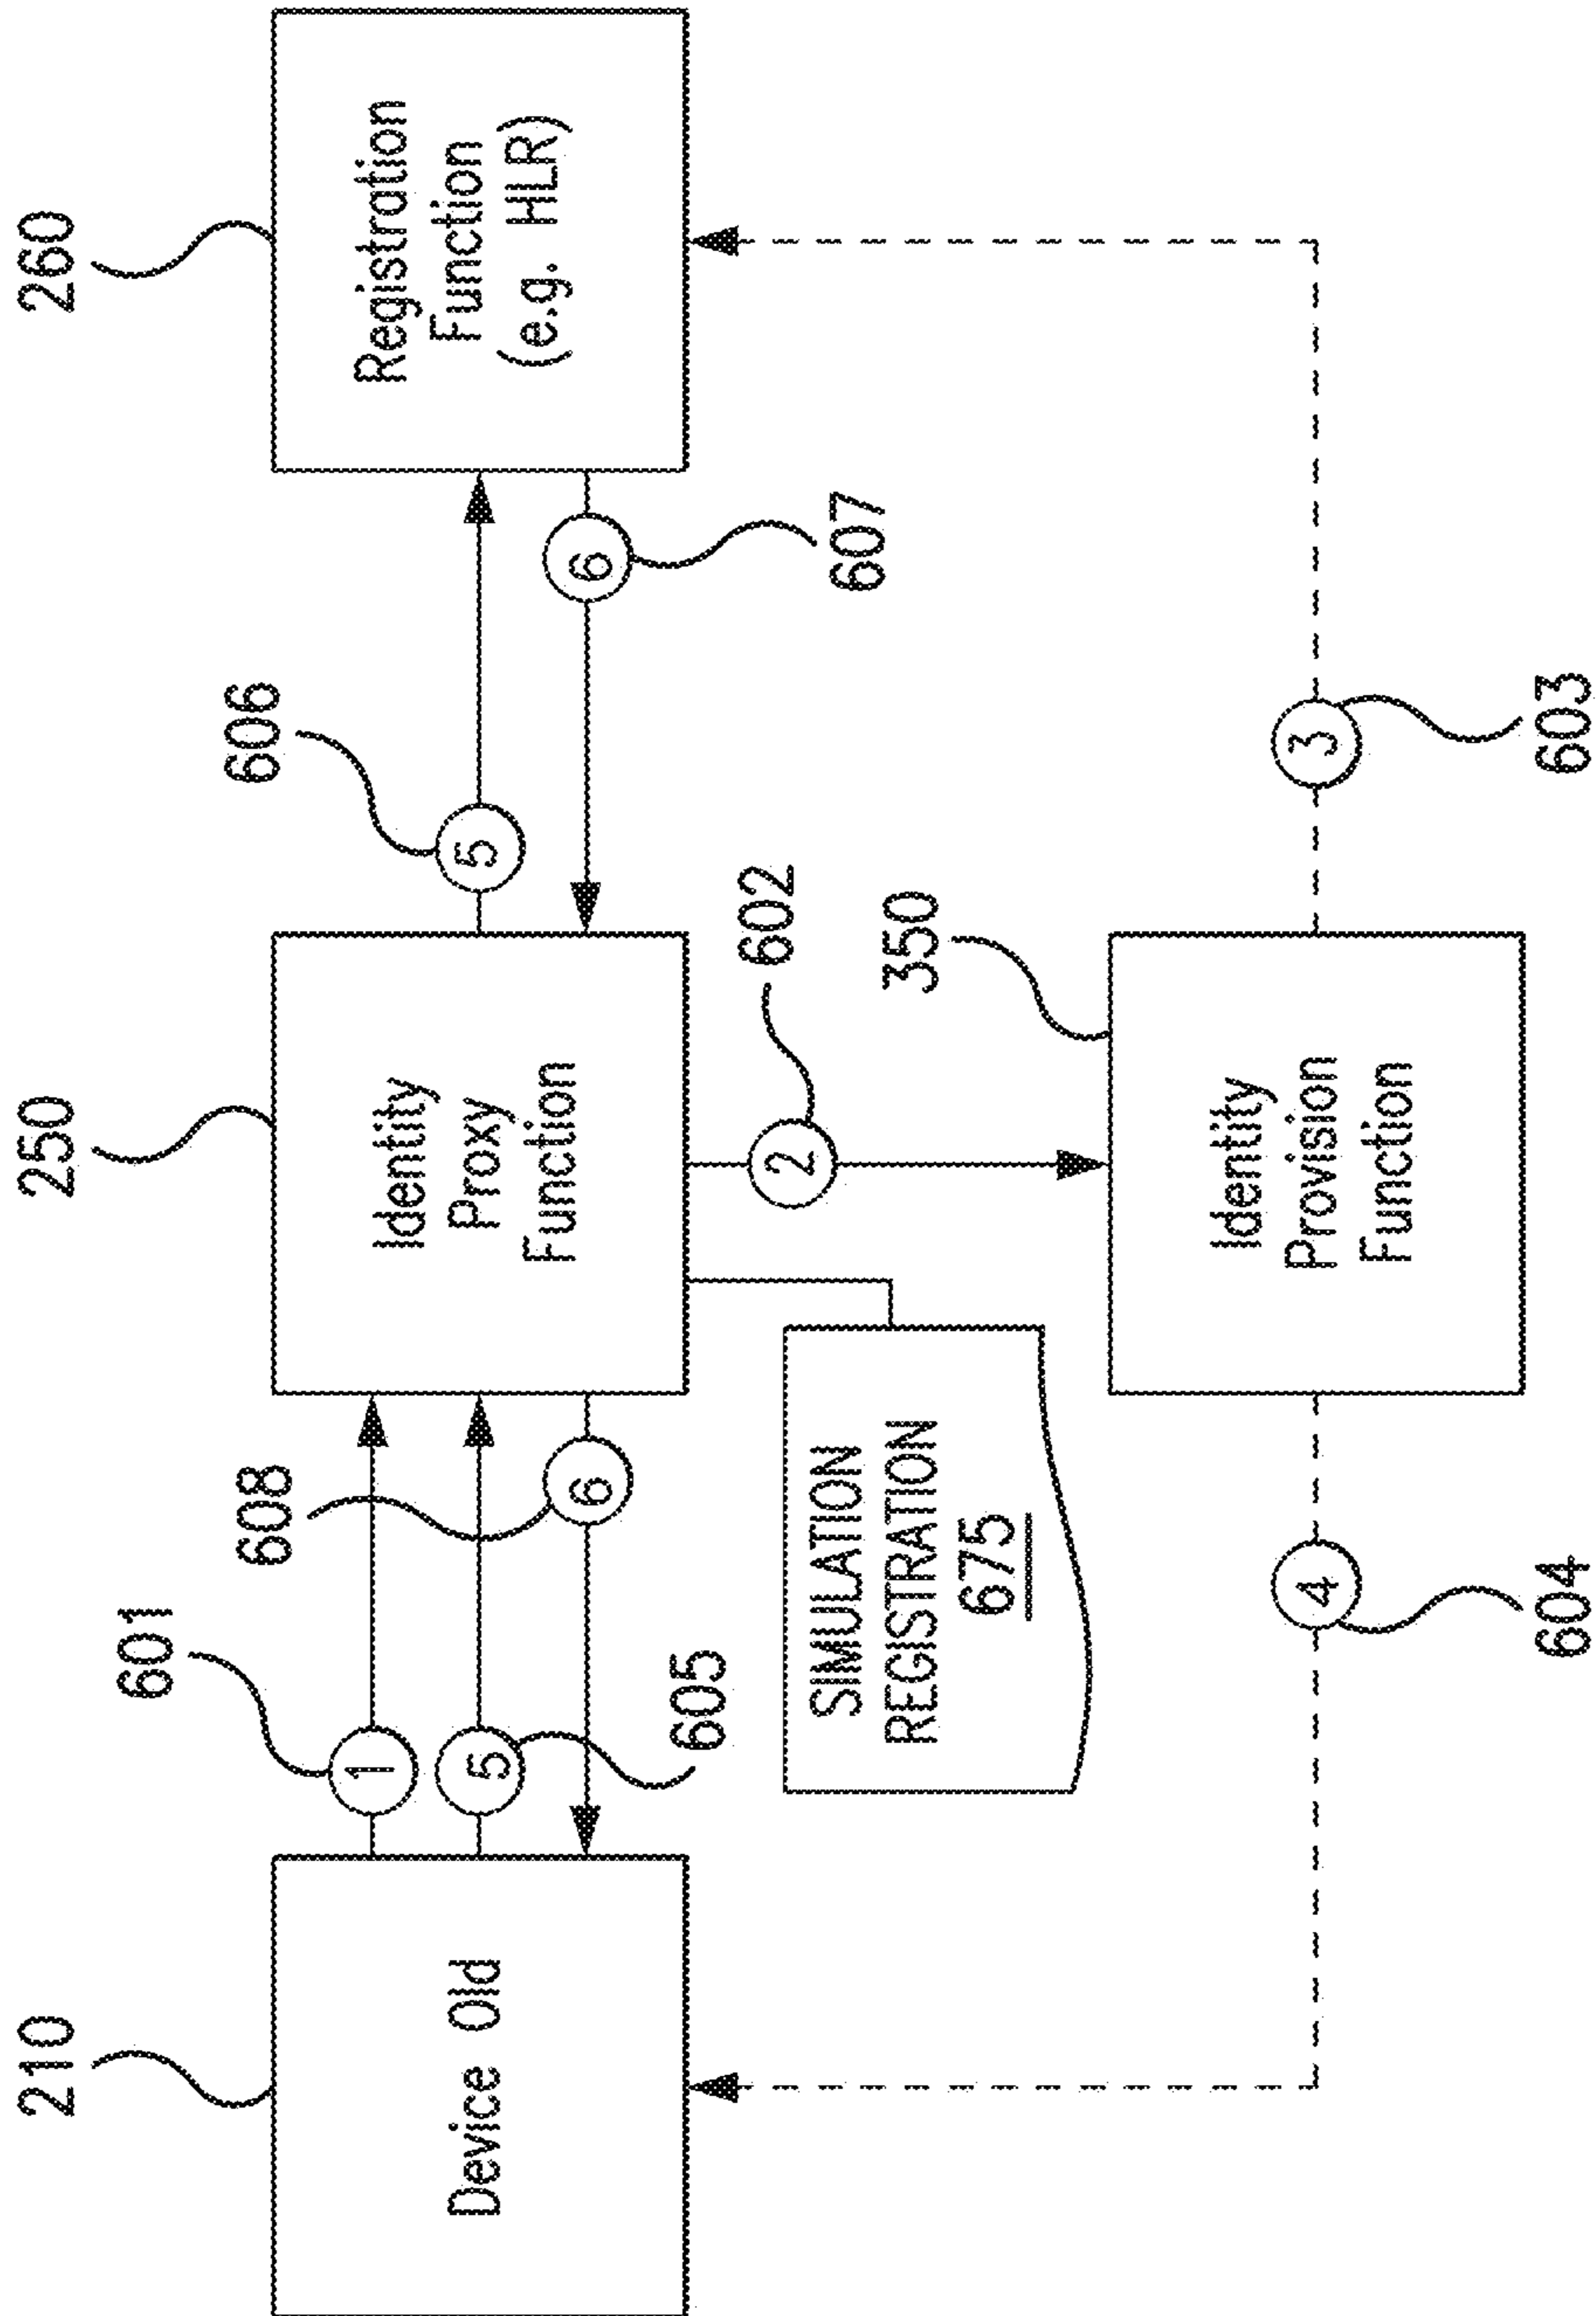 210
250
260
Device Old
Identity
Proxy
Function
Registration
Function
(e.g. HLR)
601
1
608
606
5
5
5
605
6
6
607
602
2
SIMULATION
REGISTRATION
675
350
Identity
Provision
Function
4
604
3
603